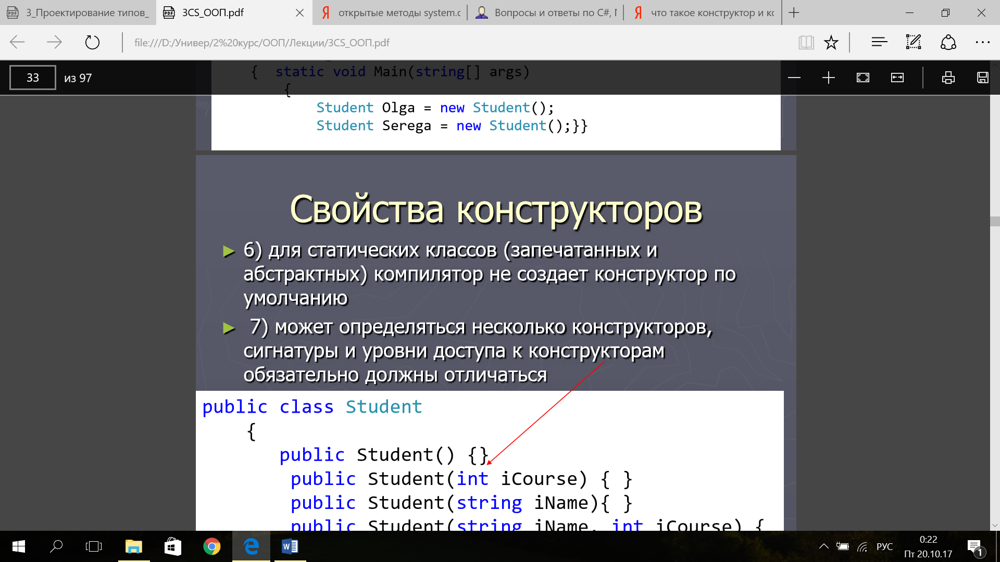 3_Проектирование типов_
3CS_ООП.pdf
открытые методы system.c
Вопросы и ответы по C#,
что такое конструктор и кс
file:///D:/Универ/2%20курс/ООП/Лекции/3CS_ООП.pdf
33 из 97
{ static void Main(string[] args)
{
Student Olga = new Student();
Student Serega = new Student();}}
Свойства конструкторов
► 6) для статических классов (запечатанных и
абстрактных) компилятор не создает конструктор по
умолчанию
► 7) может определяться несколько конструкторов,
сигнатуры и уровни доступа к конструкторам
обязательно должны отличаться
public class Student
{
public Student() {}
public Student(int iCourse) { }
public Student(string iName){ }
public Student(string iName, int iCourse) {
РУС
0:22
Пт 20.10.17
1